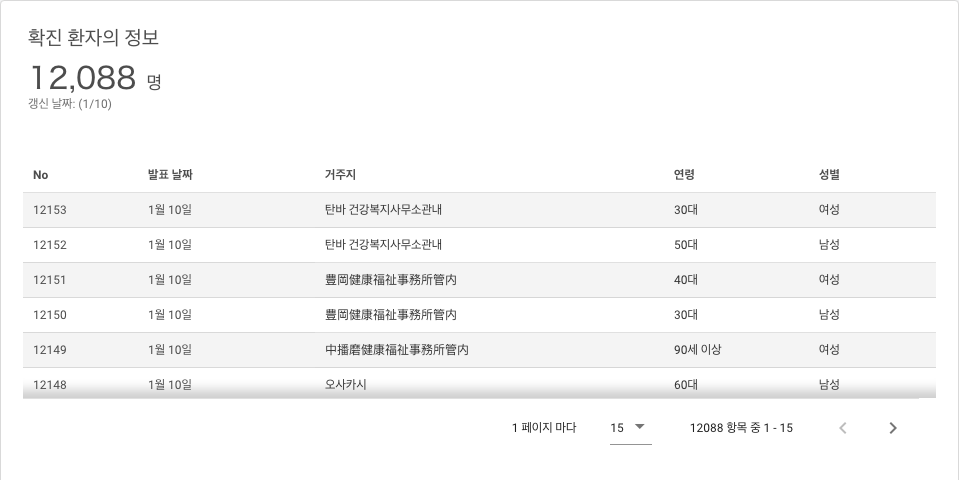 확진 환자의 정보
12,088 명
갱신 날짜: (1/10)
No 발표 날짜 거주지 연령 성별
12153 1월 10일 탄바 건강복지사무소관내 30대 여성
12152 1월 10일 탄바 건강복지사무소관내 50대 남성
12151 1월 10일 豊岡健康福祉事務所管内 40대 여성
12150 1월 10일 豊岡健康福祉事務所管内 30대 남성
12149 1월 10일 中播磨健康福祉事務所管内 90세 이상 여성
12148 1월 10일 오사카시 60대 남성
1 페이지 마다 15 12088 항목 중 1 - 15